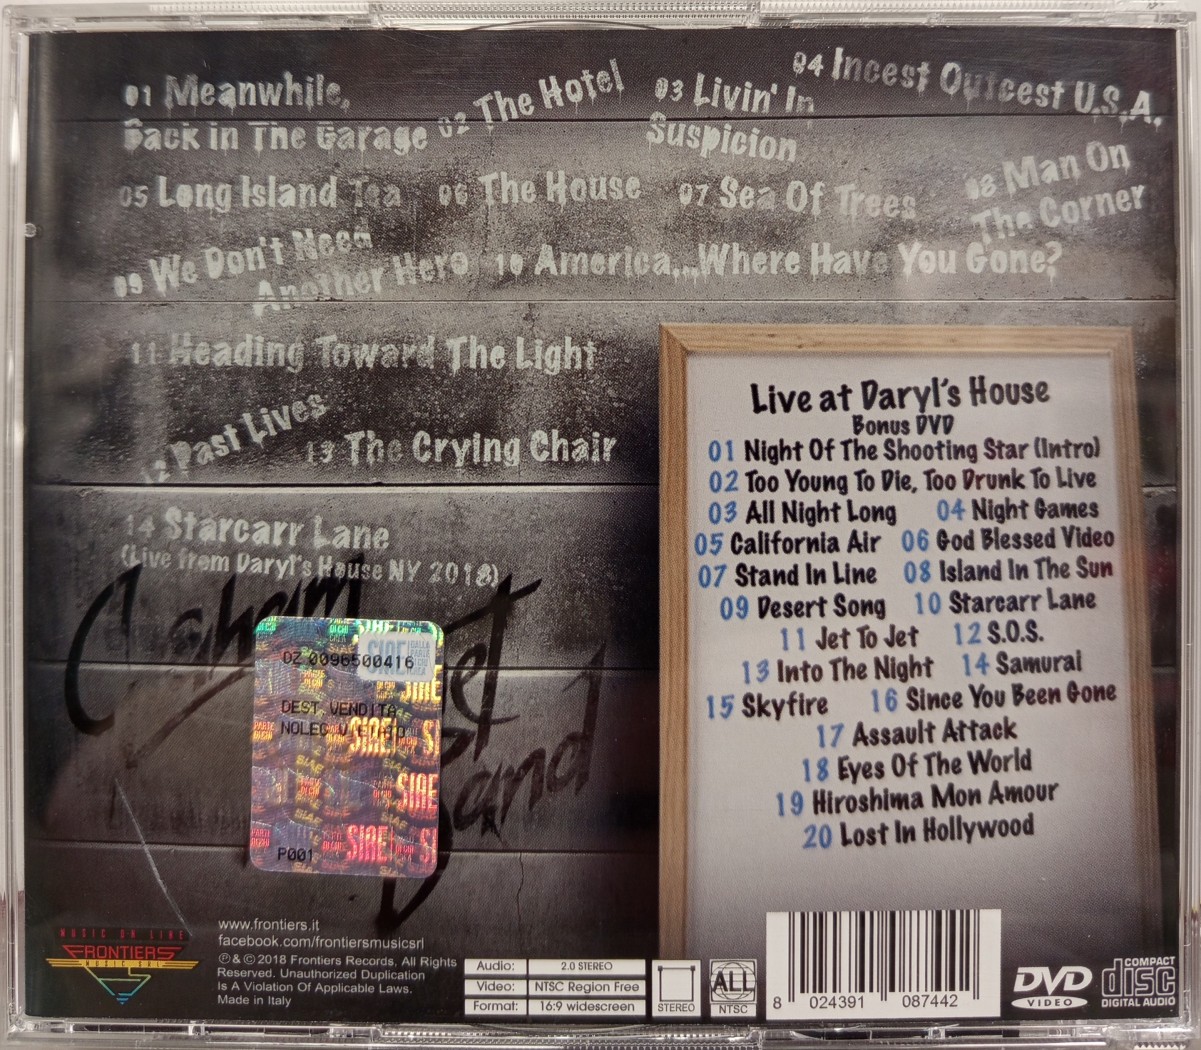 01 Meanwhile,
Back in The Garage
02 The Hotel
03 Livin' In
Suspicion
04 Incest Outcest U.S.A.
05 Long Island Tea
06 The House
07 Sea Of Trees
08 Man On
The Corner
09 We Don't Need
Another Hero
10 America...Where Have You Gone?
11 Heading Toward The Light
12 Past Lives
13 The Crying Chair
14 Starcarr Lane
(Live from Daryl's House NY 2018)
Graham
Band
Live at Daryl's House
Bonus DVD
01 Night Of The Shooting Star (Intro)
02 Too Young To Die, Too Drunk To Live
03 All Night Long 04 Night Games
05 California Air 06 God Blessed Video
07 Stand In Line 08 Island In The Sun
09 Desert Song 10 Starcarr Lane
11 Jet To Jet 12 S.O.S.
13 Into The Night 14 Samurai
15 Skyfire 16 Since You Been Gone
17 Assault Attack
18 Eyes Of The World
19 Hiroshima Mon Amour
20 Lost In Hollywood
SIAE
OZ 0096500416
DEST VENDITA
P001
MUSIC ON LINE
FRONTIERS
MUSIC SRL
www.frontiers.it
facebook.com/frontiersmusicsrl
℗ & © 2018 Frontiers Records, All Rights
Reserved. Unauthorized Duplication
Is A Violation Of Applicable Laws.
Made in Italy
Audio: 2.0 STEREO
Video: NTSC Region Free
Format: 16:9 widescreen
STEREO
ALL
NTSC
8 024391 087442
DVD
VIDEO
COMPACT
disc
DIGITAL AUDIO